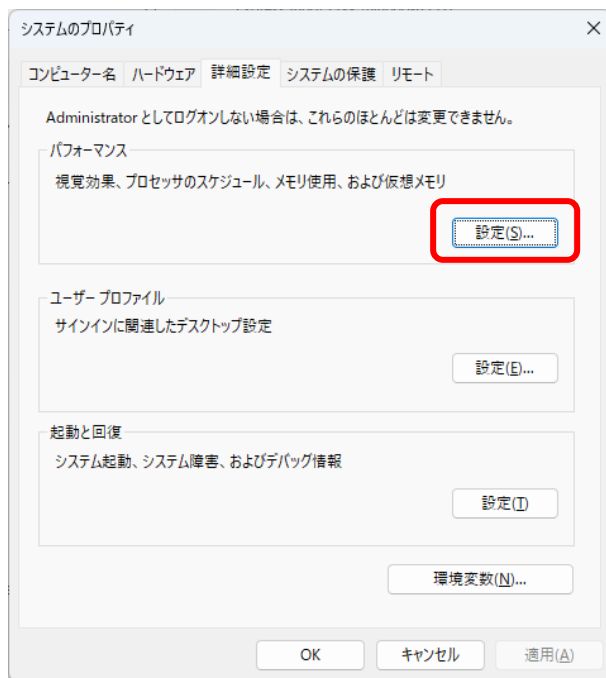 システムのプロパティ
コンピューター名 ハードウェア 詳細設定 システムの保護 リモート
Administrator としてログオンしない場合は、これらのほとんどは変更できません。
パフォーマンス
視覚効果、プロセッサのスケジュール、メモリ使用、および仮想メモリ
設定(S)...
ユーザー プロファイル
サインインに関連したデスクトップ設定
設定(E)...
起動と回復
システム起動、システム障害、およびデバッグ情報
設定(T)
環境変数(N)...
OK キャンセル 適用(A)